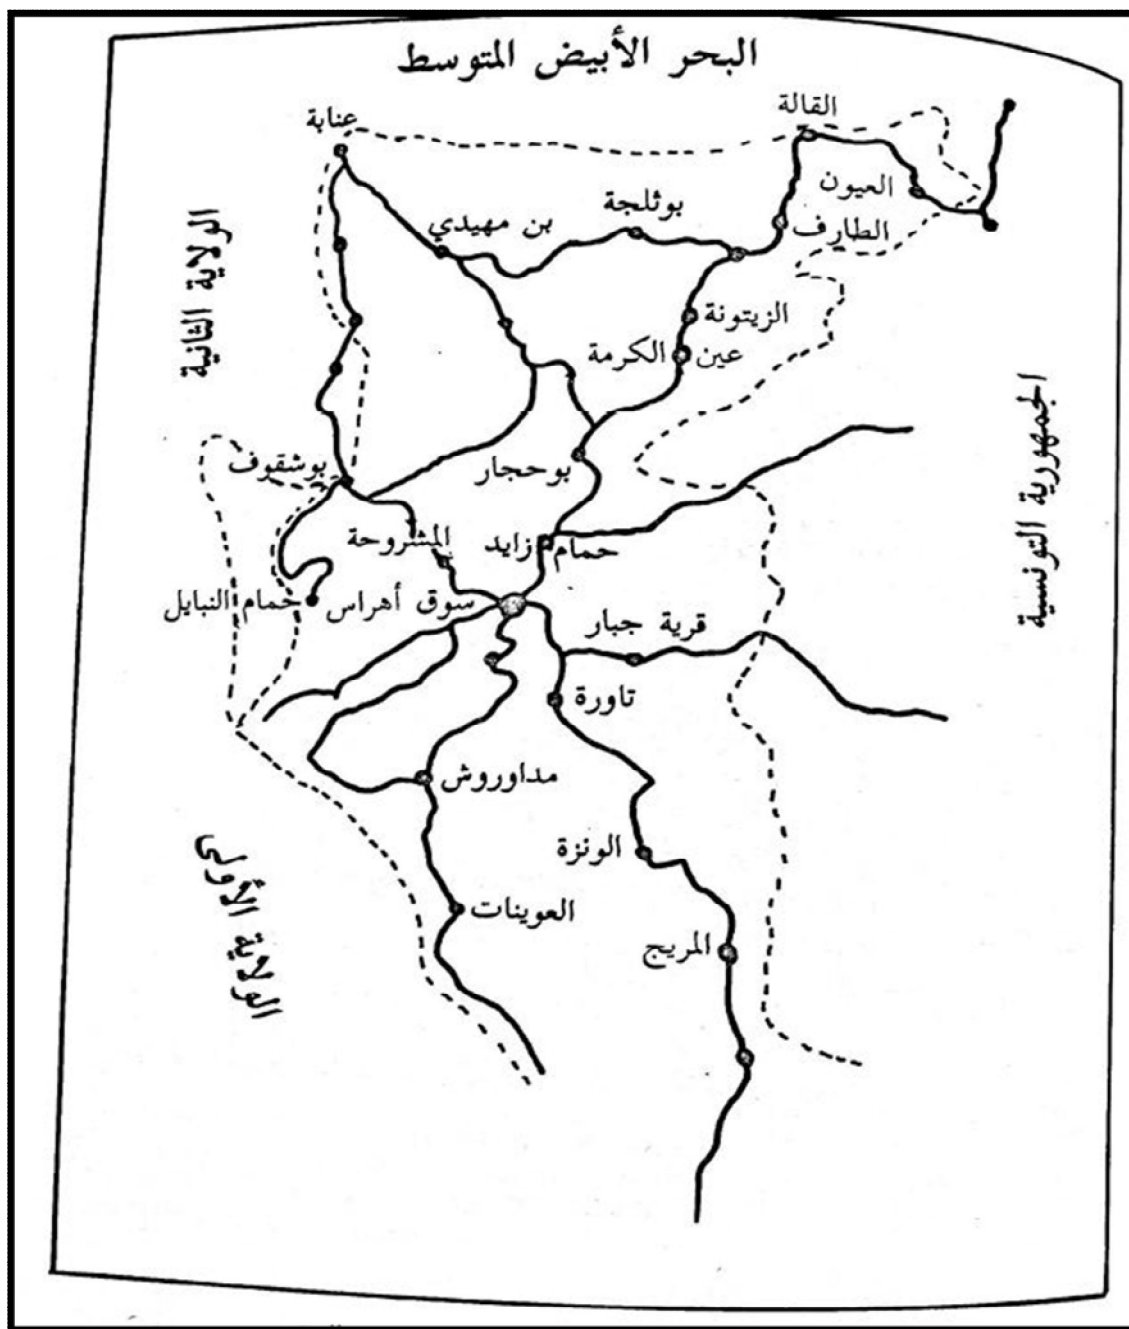 البحر الأبيض المتوسط
القالة
عنابة
العيون
بوثلجة
الطارف
بن مهيدي
الولاية الثانية
الزيتونة
عين الكرمة
الجمهورية التونسية
بوشقوف
بوحجار
المشروحة
حمام زايد
حمام النبايل
سوق أهراس
قرية جبار
تاورة
مداوروش
الونزة
الولاية الأولى
العوينات
المريج